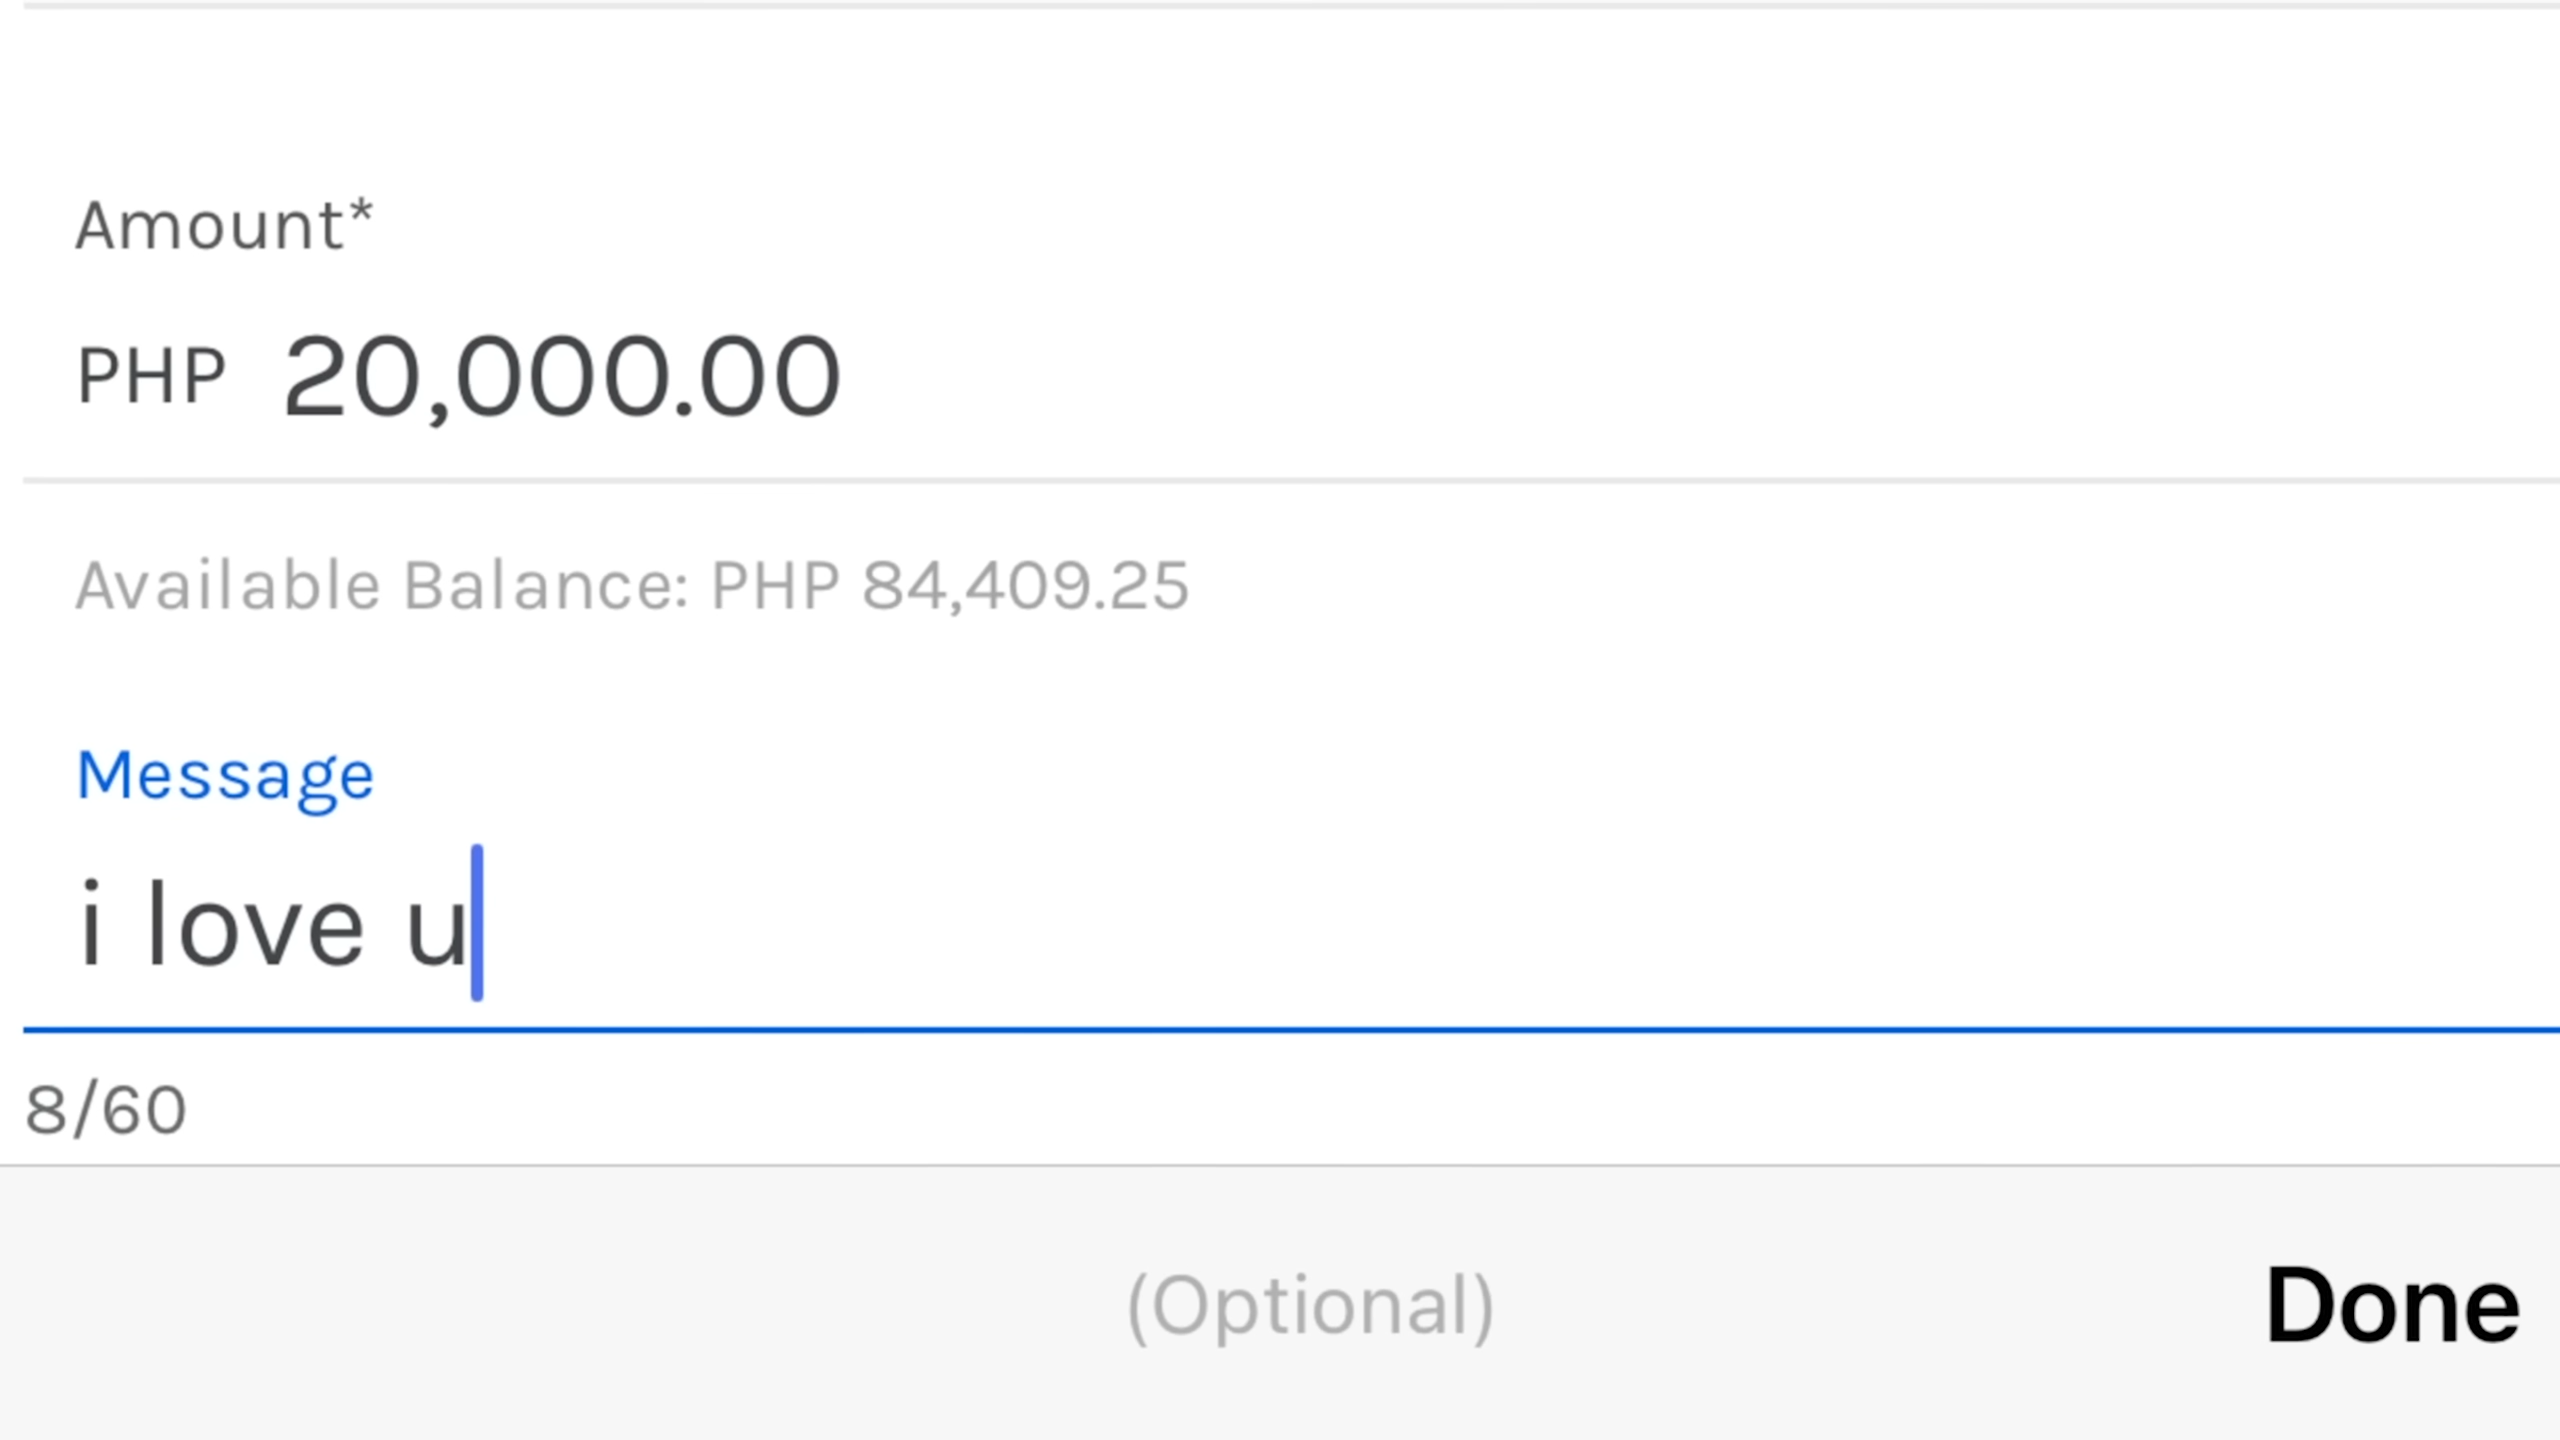 Amount*
PHP 20,000.00
Available Balance: PHP 84,409.25
Message
i love u
8/60
(Optional)
Done